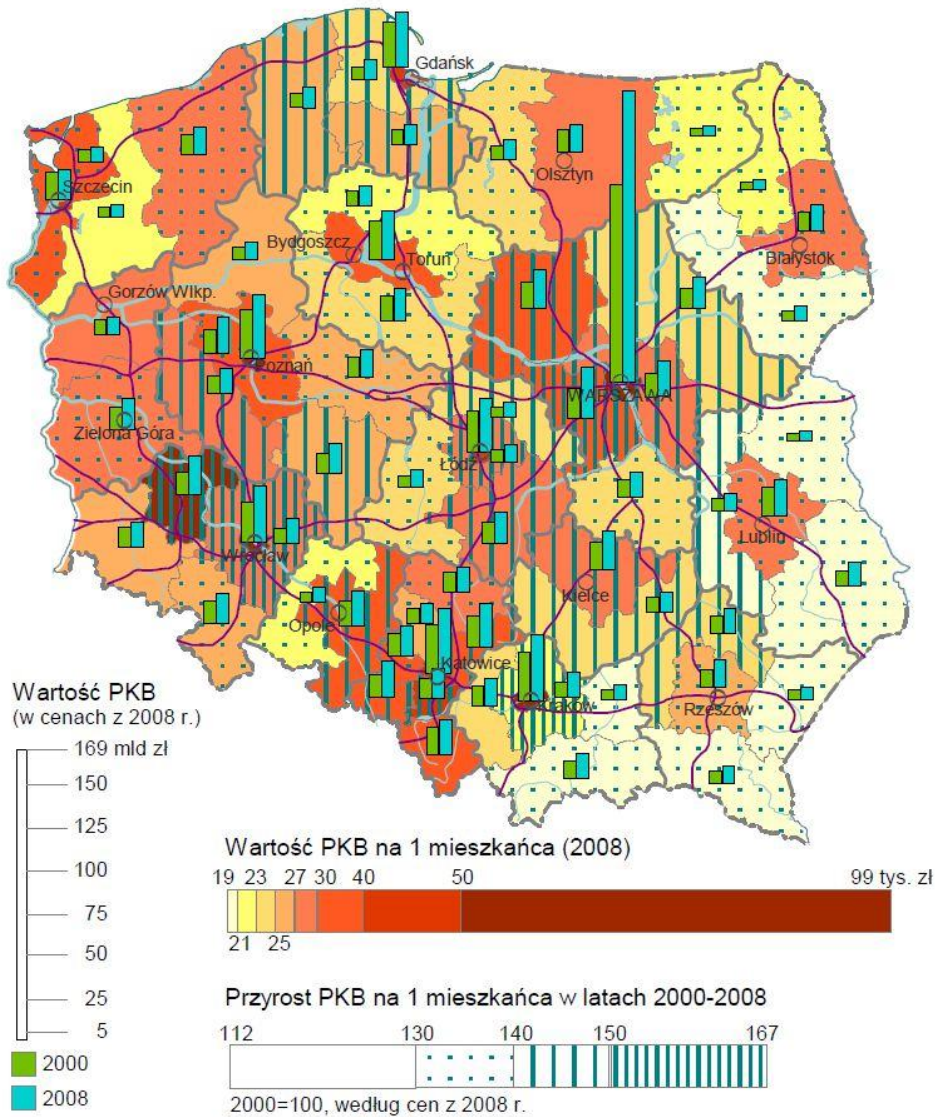 Gdańsk
Olsztyn
Szczecin
Białystok
Bydgoszcz
Toruń
Gorzów Wlkp.
Poznań
WARSZAWA
Zielona Góra
Łódź
Lublin
Wrocław
Kielce
Opole
Katowice
Kraków
Rzeszów
Wartość PKB
(w cenach z 2008 r.)
169 mld zł
150
125
100
75
50
25
5
2000
2008
Wartość PKB na 1 mieszkańca (2008)
19 23 27 30 40 50 99 tys. zł
21 25
Przyrost PKB na 1 mieszkańca w latach 2000-2008
112 130 140 150 167
2000=100, według cen z 2008 r.